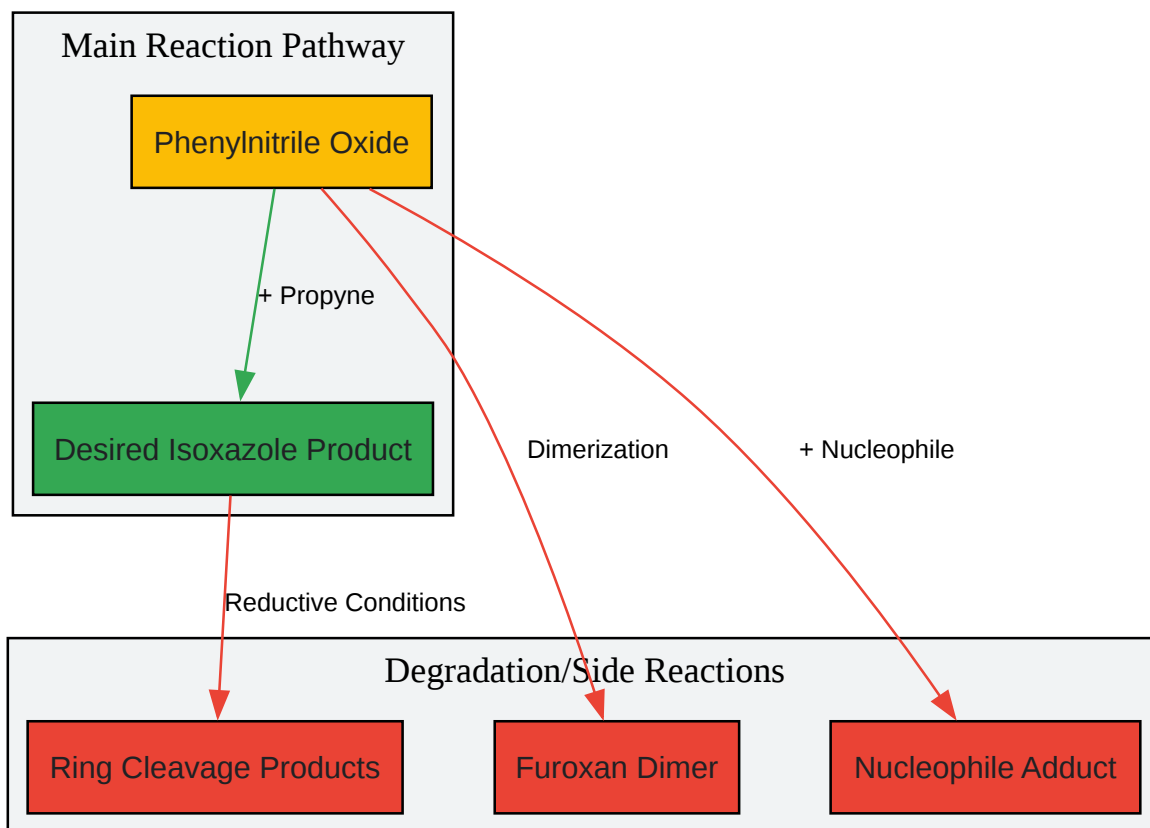 Main Reaction Pathway
Phenylnitrile Oxide
+ Propyne
Desired Isoxazole Product
Dimerization
+ Nucleophile
Reductive Conditions
Degradation/Side Reactions
Ring Cleavage Products
Furoxan Dimer
Nucleophile Adduct